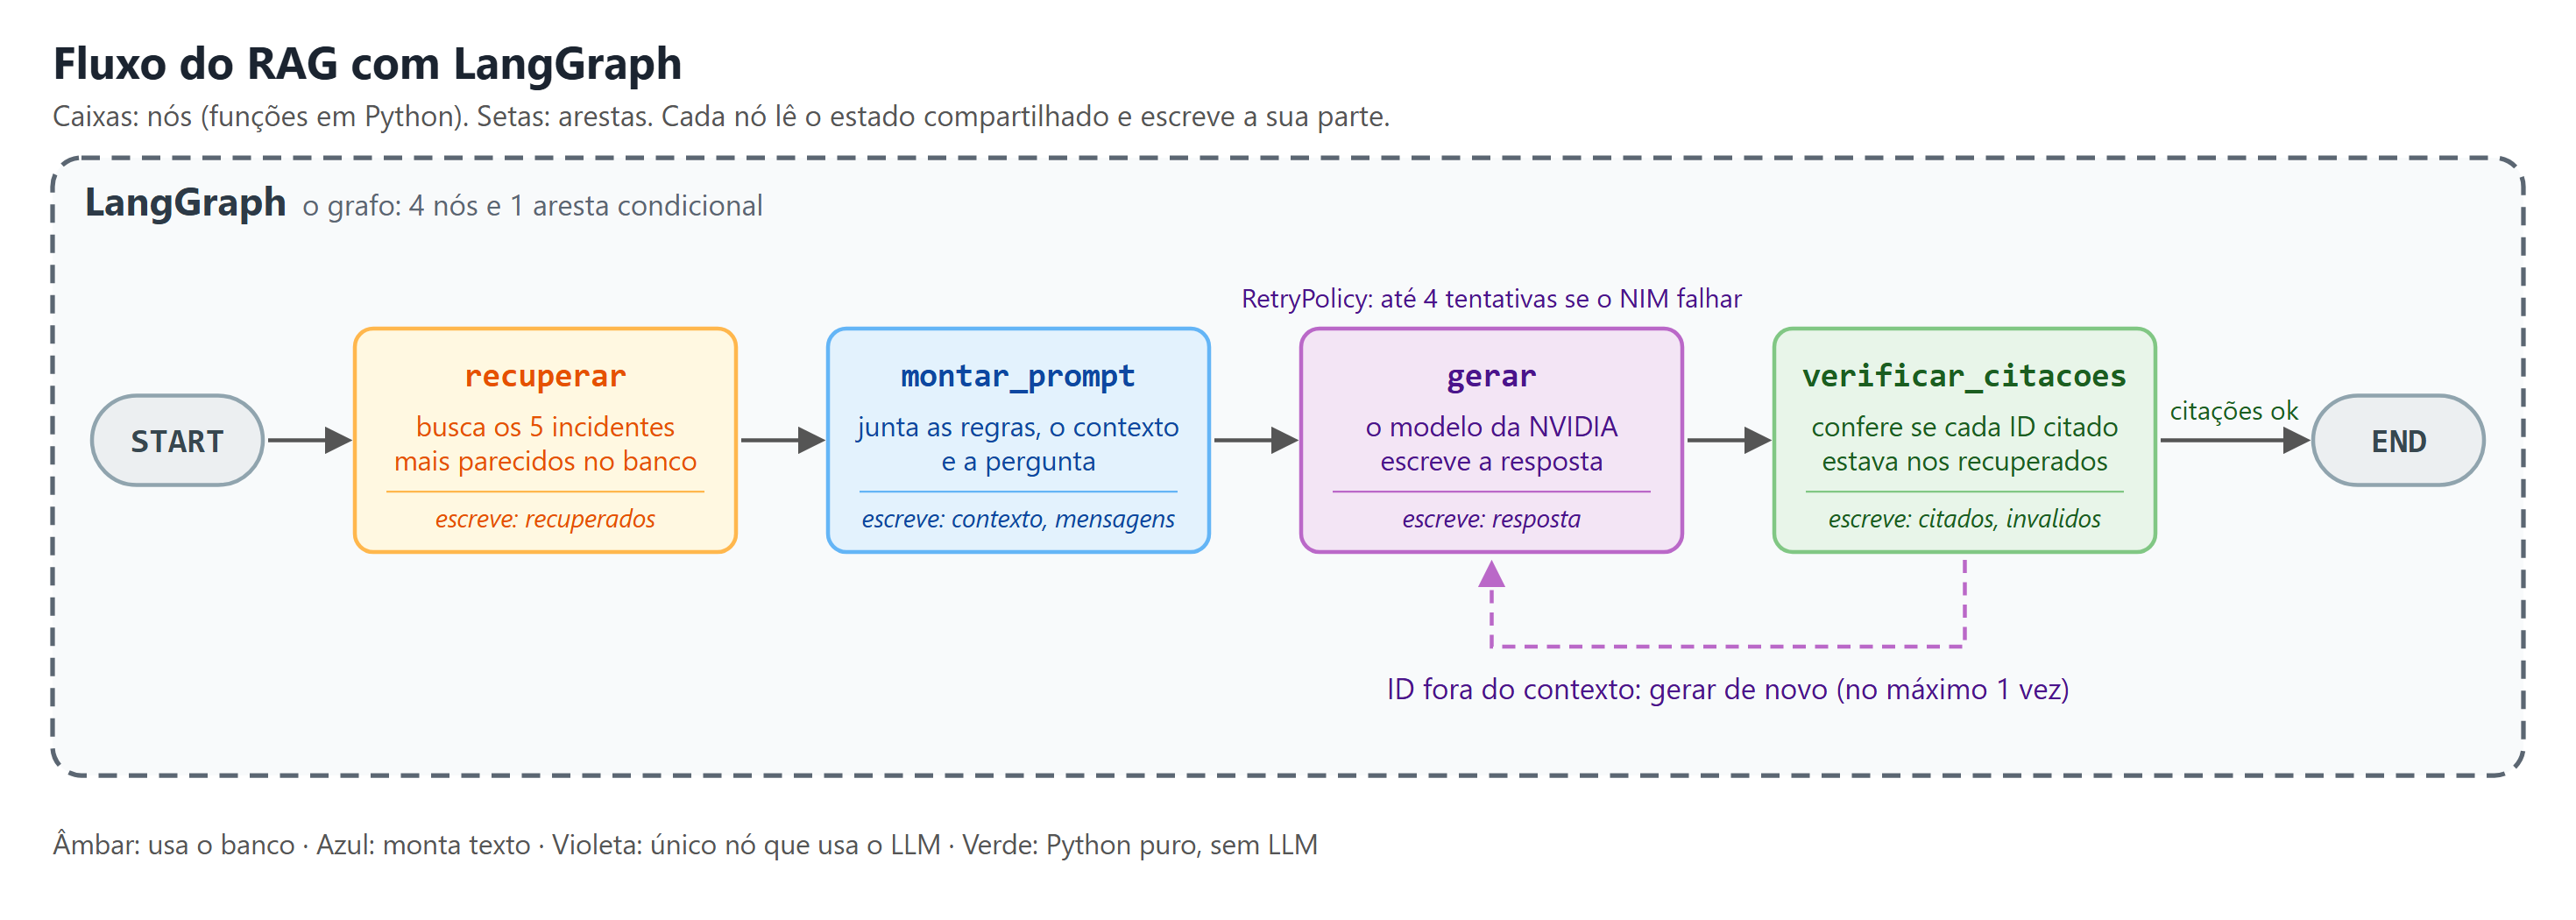 Fluxo do RAG com LangGraph
Caixas: nós (funções em Python). Setas: arestas. Cada nó lê o estado compartilhado e escreve a sua parte.
LangGraph o grafo: 4 nós e 1 aresta condicional
RetryPolicy: até 4 tentativas se o NIM falhar
START
recuperar
busca os 5 incidentes
mais parecidos no banco
escreve: recuperados
montar_prompt
junta as regras, o contexto
e a pergunta
escreve: contexto, mensagens
gerar
o modelo da NVIDIA
escreve a resposta
escreve: resposta
verificar_citacoes
confere se cada ID citado
estava nos recuperados
escreve: citados, invalidos
citações ok
END
ID fora do contexto: gerar de novo (no máximo 1 vez)
Âmbar: usa o banco · Azul: monta texto · Violeta: único nó que usa o LLM · Verde: Python puro, sem LLM